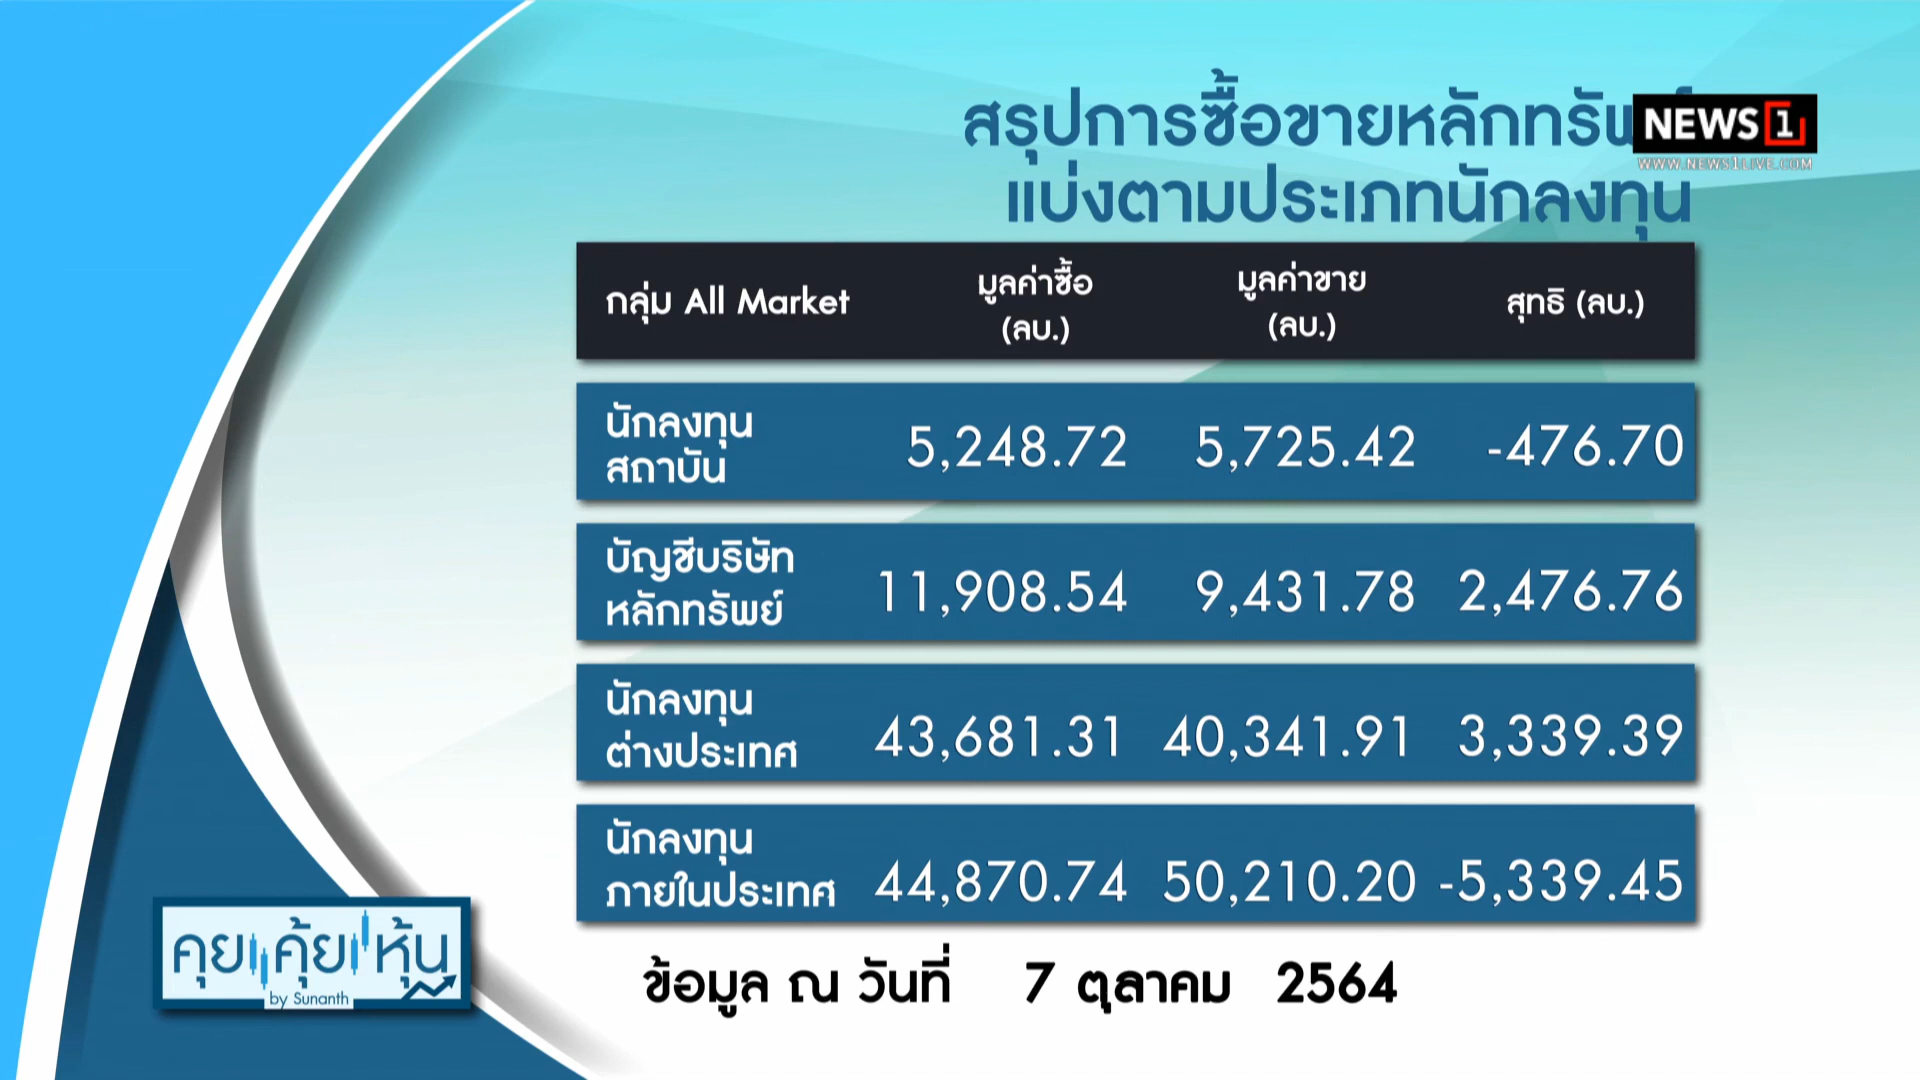 สรุปการซื้อขายหลักทรัพ
NEWS 1
WWW.NEWS1LIVE.COM
แบ่งตามประเภทนักลงทุน
กลุ่ม All Market มูลค่าซื้อ (ลบ.) มูลค่าขาย (ลบ.) สุทธิ (ลบ.)
นักลงทุน
สถาบัน 5,248.72 5,725.42 -476.70
บัญชีบริษัท
หลักทรัพย์ 11,908.54 9,431.78 2,476.76
นักลงทุน
ต่างประเทศ 43,681.31 40,341.91 3,339.39
นักลงทุน
ภายในประเทศ 44,870.74 50,210.20 -5,339.45
ข้อมูล ณ วันที่ 7 ตุลาคม 2564
คุย คุ้ย หุ้น
by Sunanth